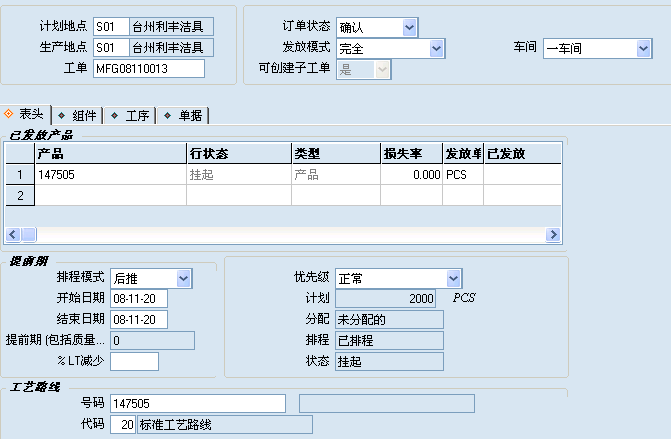 计划地点 S01 台州利丰洁具 订单状态 确认
生产地点 S01 台州利丰洁具 发放模式 完全 车间 一车间
工单 MFG08110013 可创建子工单 是
表头 组件 工序 单据
已发放产品
产品 行状态 类型 损失率 发放单 已发放
1 147505 挂起 产品 0.000 PCS
2
提前期
排程模式 后推 优先级 正常
开始日期 08-11-20 计划 2000 PCS
结束日期 08-11-20 分配 未分配的
提前期 (包括质量... 0 排程 已排程
% LT减少 状态 挂起
工艺路线
号码 147505
代码 20 标准工艺路线